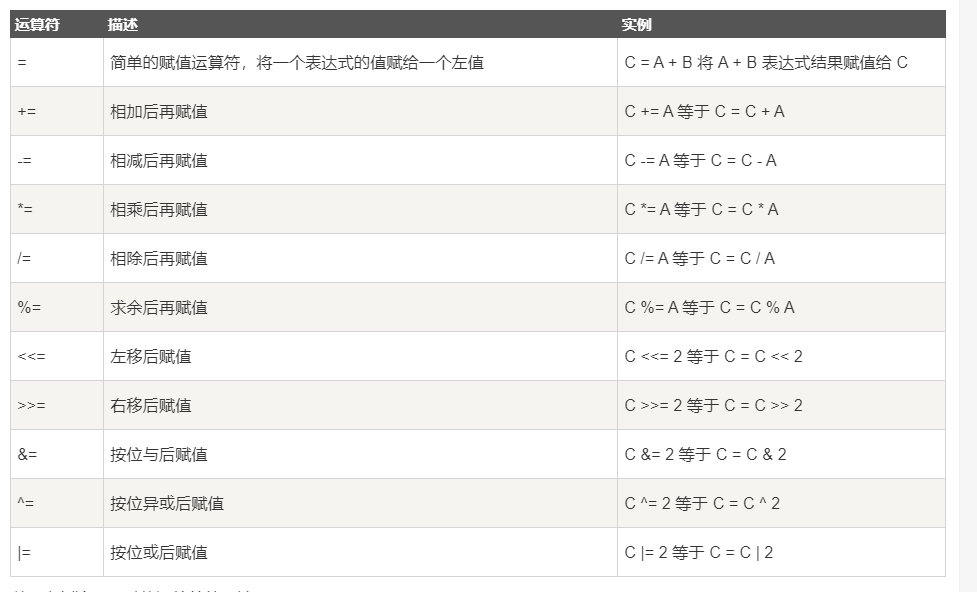 运算符 描述 实例
= 简单的赋值运算符，将一个表达式的值赋给一个左值 C = A + B 将 A + B 表达式结果赋值给 C
+= 相加后再赋值 C += A 等于 C = C + A
-= 相减后再赋值 C -= A 等于 C = C - A
*= 相乘后再赋值 C *= A 等于 C = C * A
/= 相除后再赋值 C /= A 等于 C = C / A
%= 求余后再赋值 C %= A 等于 C = C % A
<<= 左移后赋值 C <<= 2 等于 C = C << 2
>>= 右移后赋值 C >>= 2 等于 C = C >> 2
&= 按位与后赋值 C &= 2 等于 C = C & 2
^= 按位异或后赋值 C ^= 2 等于 C = C ^ 2
|= 按位或后赋值 C |= 2 等于 C = C | 2